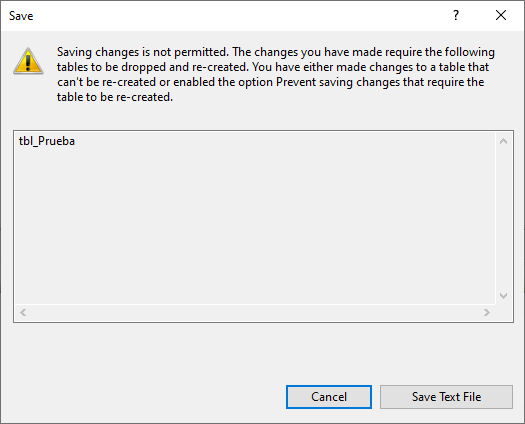 Save
?
Saving changes is not permitted. The changes you have made require the following
tables to be dropped and re-created. You have either made changes to a table that
can't be re-created or enabled the option Prevent saving changes that require the
table to be re-created.
tbl_Prueba
Cancel
Save Text File